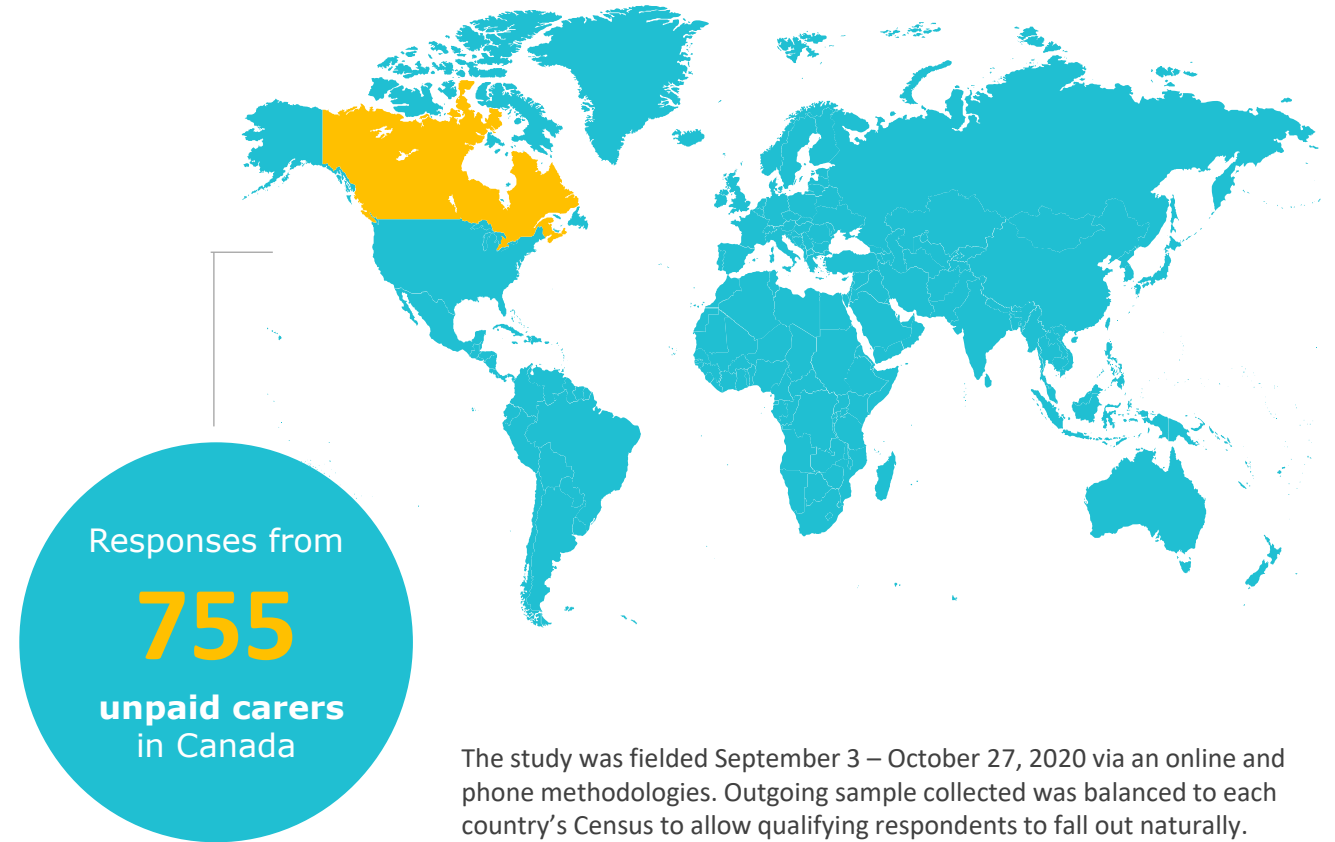 Responses from
755
unpaid carers
in Canada
The study was fielded September 3 – October 27, 2020 via an online and
phone methodologies. Outgoing sample collected was balanced to each
country’s Census to allow qualifying respondents to fall out naturally.